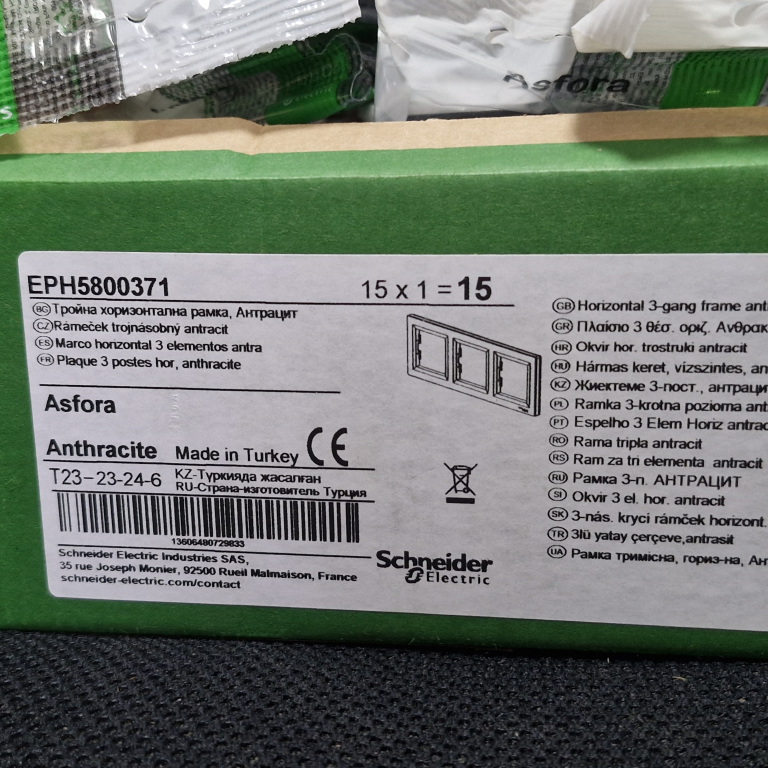 Asfora
EPH5800371
15 x 1 = 15
BG Тройна хоризонтална рамка, Антрацит
CZ Rámeček trojnásobný antracit
ES Marco horizontal 3 elementos antra
FR Plaque 3 postes hor, anthracite
Asfora
Anthracite Made in Turkey CE
T23-23-24-6
KZ-Туркияда жасалған
RU-Страна-изготовитель Турция
13606480729833
Schneider Electric Industries SAS,
35 rue Joseph Monier, 92500 Rueil Malmaison, France
schneider-electric.com/contact
Schneider
Electric
GB Horizontal 3-gang frame ant
GR Πλαίσιο 3 θέσ. οριζ. Ανθρακ
HR Okvir hor. trostruki antracit
HU Hármas keret, vízszintes, an
KZ Жиектеме 3-пост., антраци
PL Ramka 3-krotna pozioma ant
PT Espelho 3 Elem Horiz antrac
RO Rama tripla antracit
RS Ram za tri elementa antracit
RU Рамка 3-п. АНТРАЦИТ
SI Okvir 3 el. hor. antracit
SK 3-nás. kryci rámček horizont.
TR 3lü yatay çerçeve,antrasit
UA Рамка тримісна, гориз-на, Ан